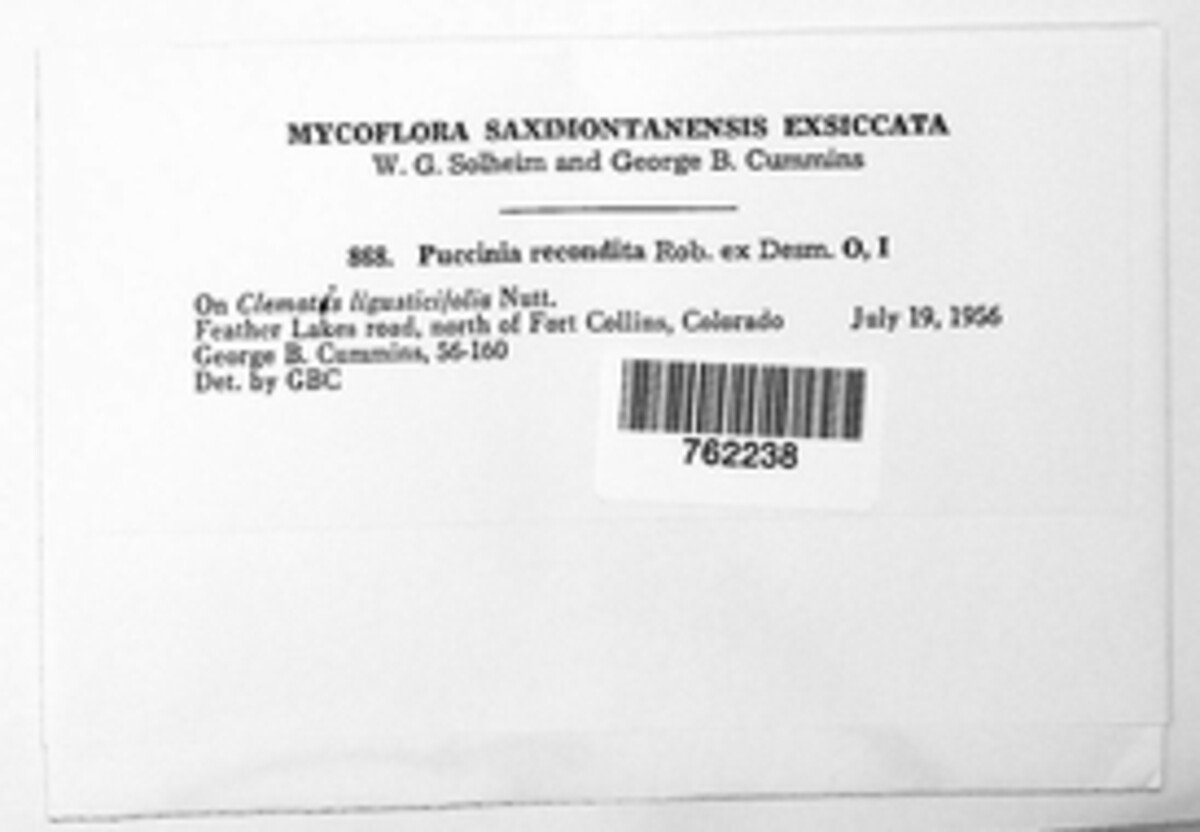 MYCOFLORA SAXIMONTANENSIS EXSICCATA
W. G. Solheim and George B. Cummins
868. Puccinia recondita Rob. ex Desm. O, I
On Clematis ligusticifolia Nutt.
Feather Lakes road, north of Fort Collins, Colorado July 19, 1956
George B. Cummins, 56-160
Det. by GBC
762238